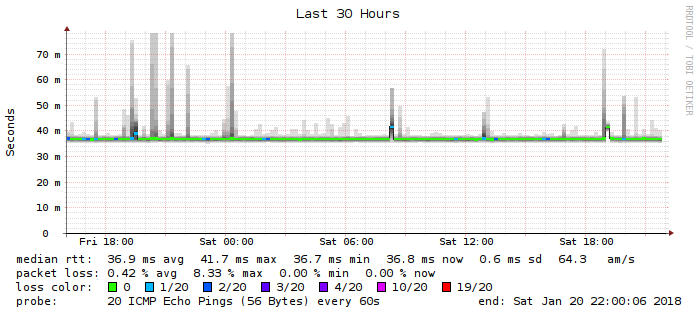 Last 30 Hours
RRDTOOL / TOBI OETIKER
Seconds
70 m
60 m
50 m
40 m
30 m
20 m
10 m
0
Fri 18:00 Sat 00:00 Sat 06:00 Sat 12:00 Sat 18:00
median rtt: 36.9 ms avg 41.7 ms max 36.7 ms min 36.8 ms now 0.6 ms sd 64.3 am/s
packet loss: 0.42 % avg 8.33 % max 0.00 % min 0.00 % now
loss color: 0 1/20 2/20 3/20 4/20 10/20 19/20
probe: 20 ICMP Echo Pings (56 Bytes) every 60s end: Sat Jan 20 22:00:06 2018